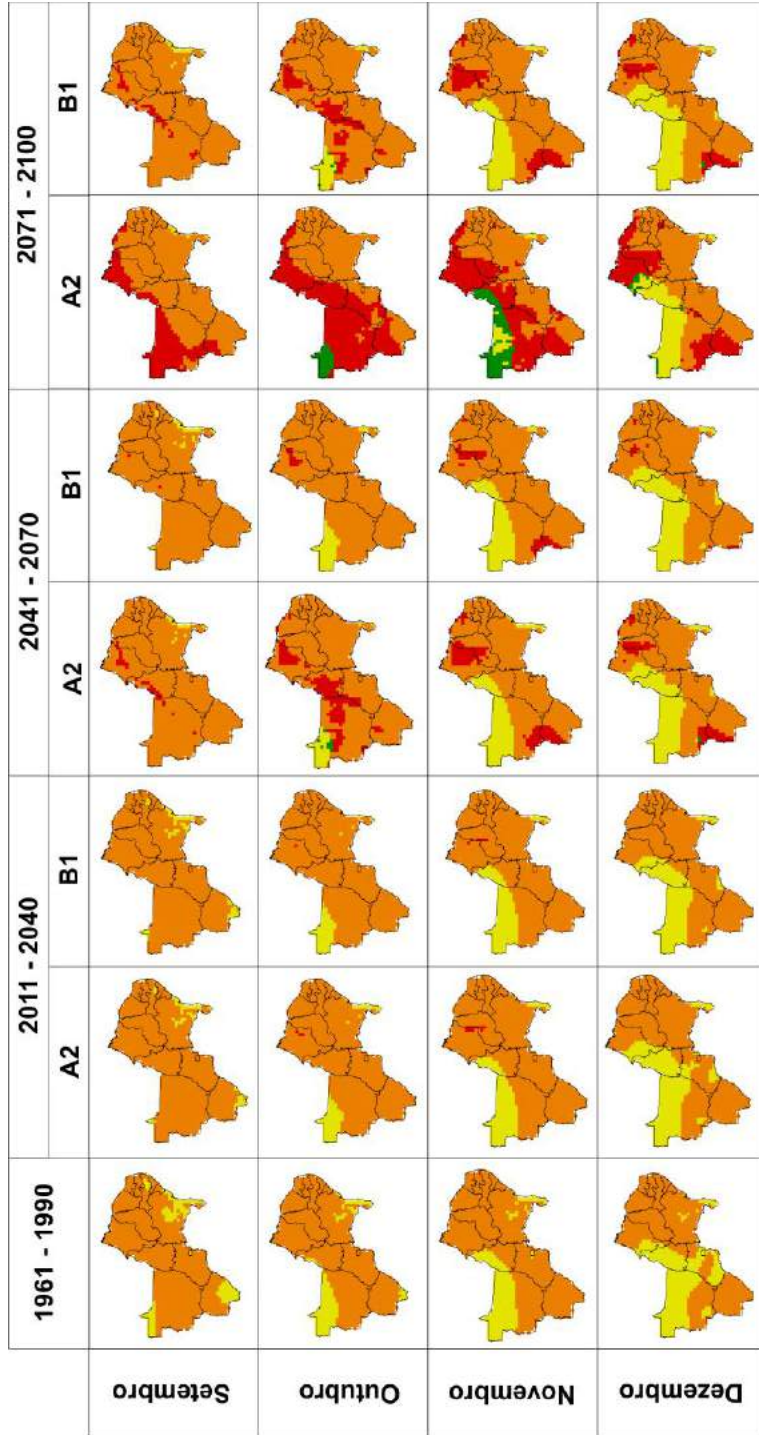 1961 - 1990
2011 - 2040
2041 - 2070
2071 - 2100
A2
B1
A2
B1
A2
B1
Setembro
Outubro
Novembro
Dezembro